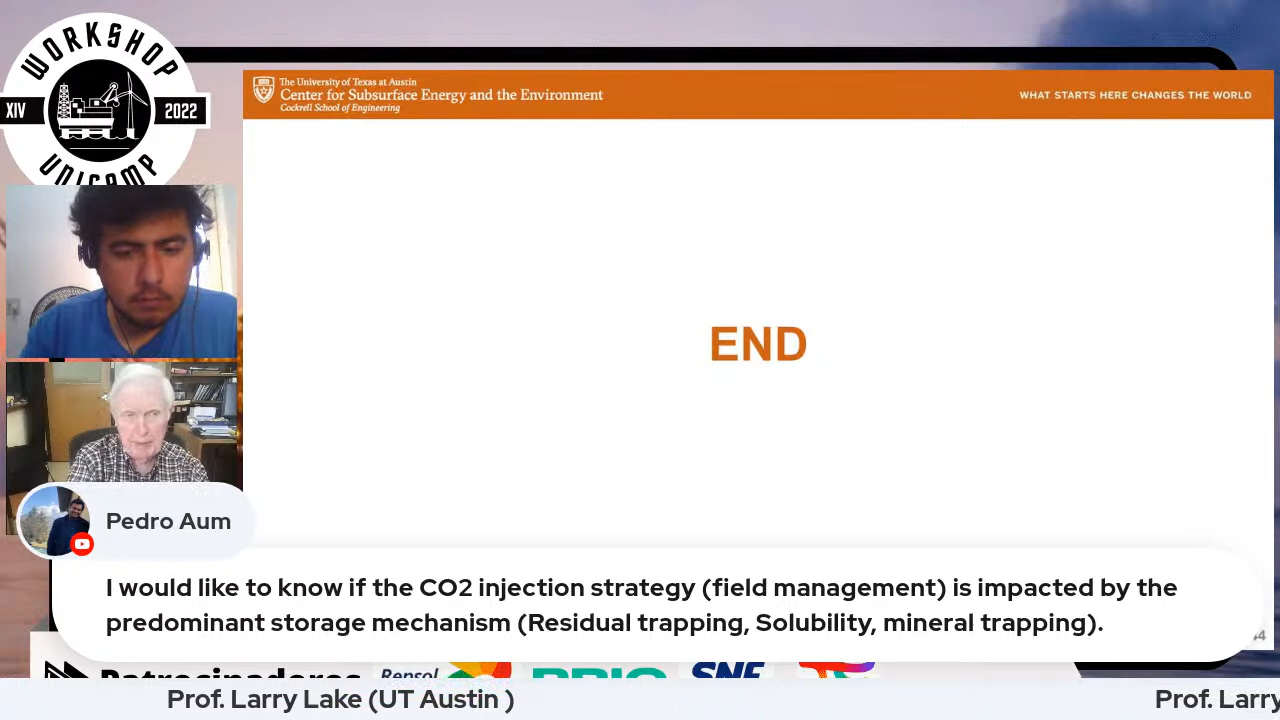 WORKSHOP
XIV
2022
UNICAMP
The University of Texas at Austin
Center for Subsurface Energy and the Environment
Cockrell School of Engineering
WHAT STARTS HERE CHANGES THE WORLD
END
Pedro Aum
I would like to know if the CO2 injection strategy (field management) is impacted by the
predominant storage mechanism (Residual trapping, Solubility, mineral trapping).
44
Patrocinadores
Repsol
PRIO
Prof. Larry Lake (UT Austin )
Prof. Larry